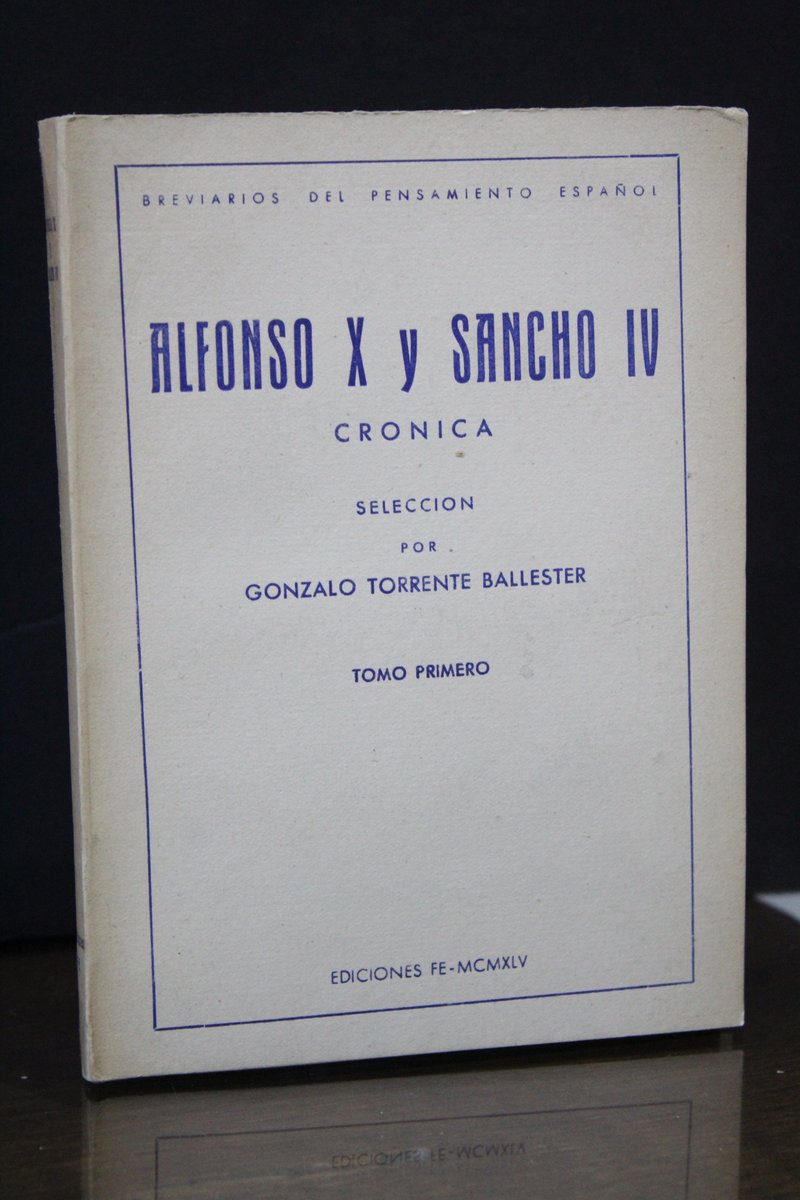 BREVIARIOS DEL PENSAMIENTO ESPAÑOL
ALFONSO X y SANCHO IV
CRONICA
SELECCION
POR
GONZALO TORRENTE BALLESTER
TOMO PRIMERO
EDICIONES FE-MCMXLV